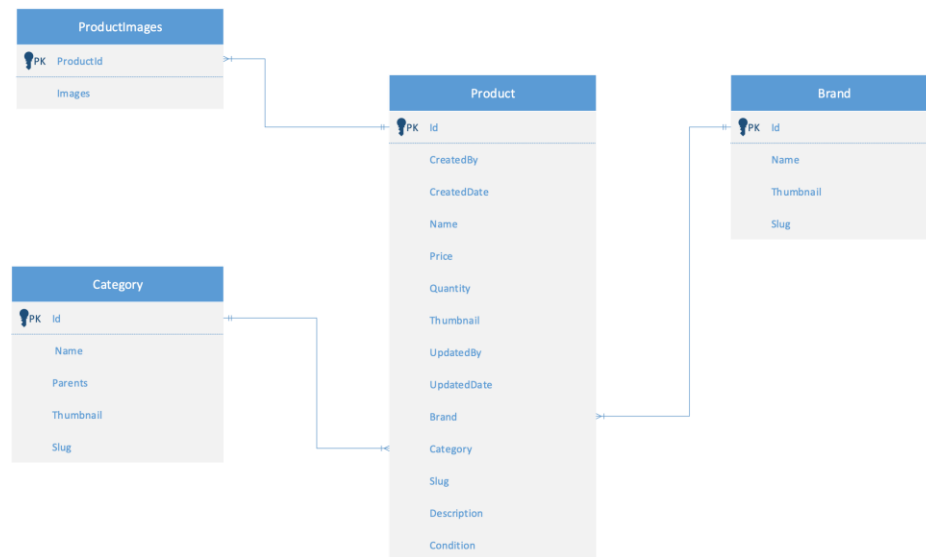 ProductImages
PK ProductId
Images
Product
PK Id
CreatedBy
CreatedDate
Name
Price
Quantity
Thumbnail
UpdatedBy
UpdatedDate
Brand
Category
Slug
Description
Condition
Brand
PK Id
Name
Thumbnail
Slug
Category
PK Id
Name
Parents
Thumbnail
Slug